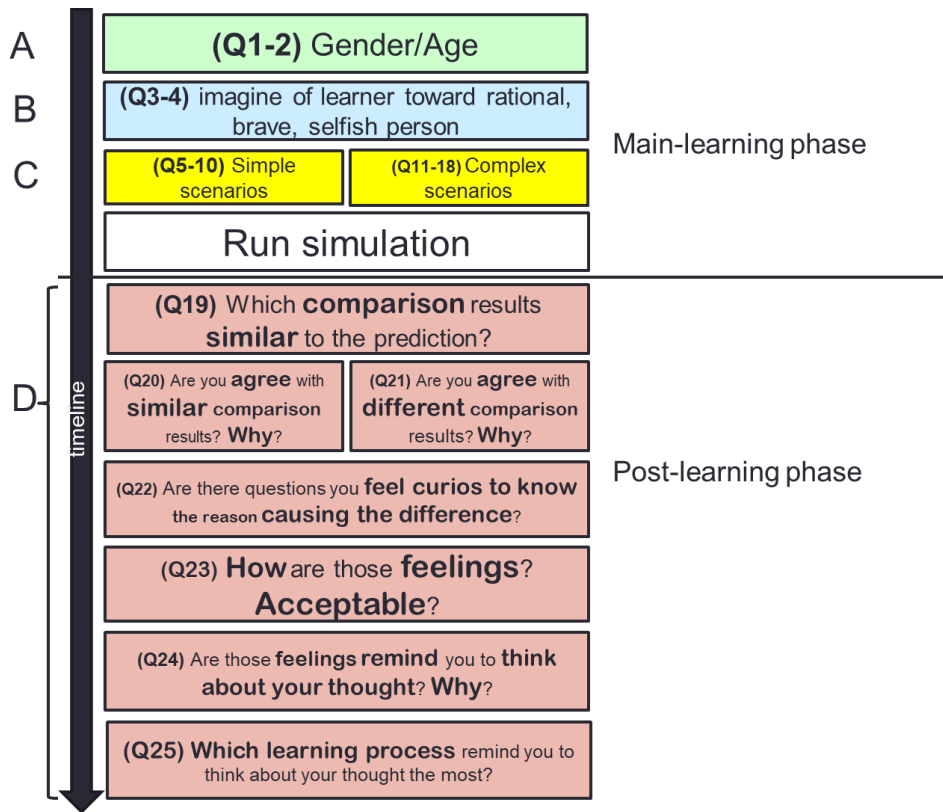 A
(Q1-2) Gender/Age
B
(Q3-4) imagine of learner toward rational,
brave, selfish person
Main-learning phase
C
(Q5-10) Simple
scenarios
(Q11-18) Complex
scenarios
Run simulation
(Q19) Which comparison results
similar to the prediction?
D
timeline
(Q20) Are you agree with
similar comparison
results? Why?
(Q21) Are you agree with
different comparison
results? Why?
(Q22) Are there questions you feel curios to know
the reason causing the difference?
Post-learning phase
(Q23) How are those feelings?
Acceptable?
(Q24) Are those feelings remind you to think
about your thought? Why?
(Q25) Which learning process remind you to
think about your thought the most?